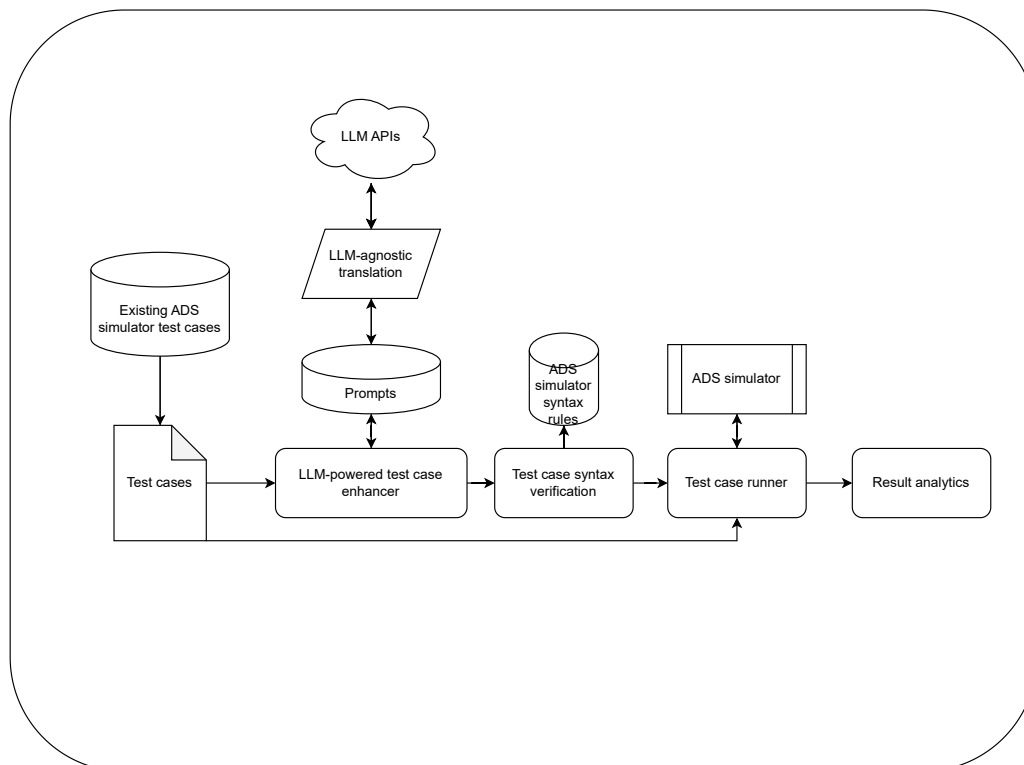 LLM APIs
LLM-agnostic
translation
Existing ADS
simulator test cases
Prompts
ADS
simulator
syntax
rules
ADS simulator
Test cases
LLM-powered test case
enhancer
Test case syntax
verification
Test case runner
Result analytics